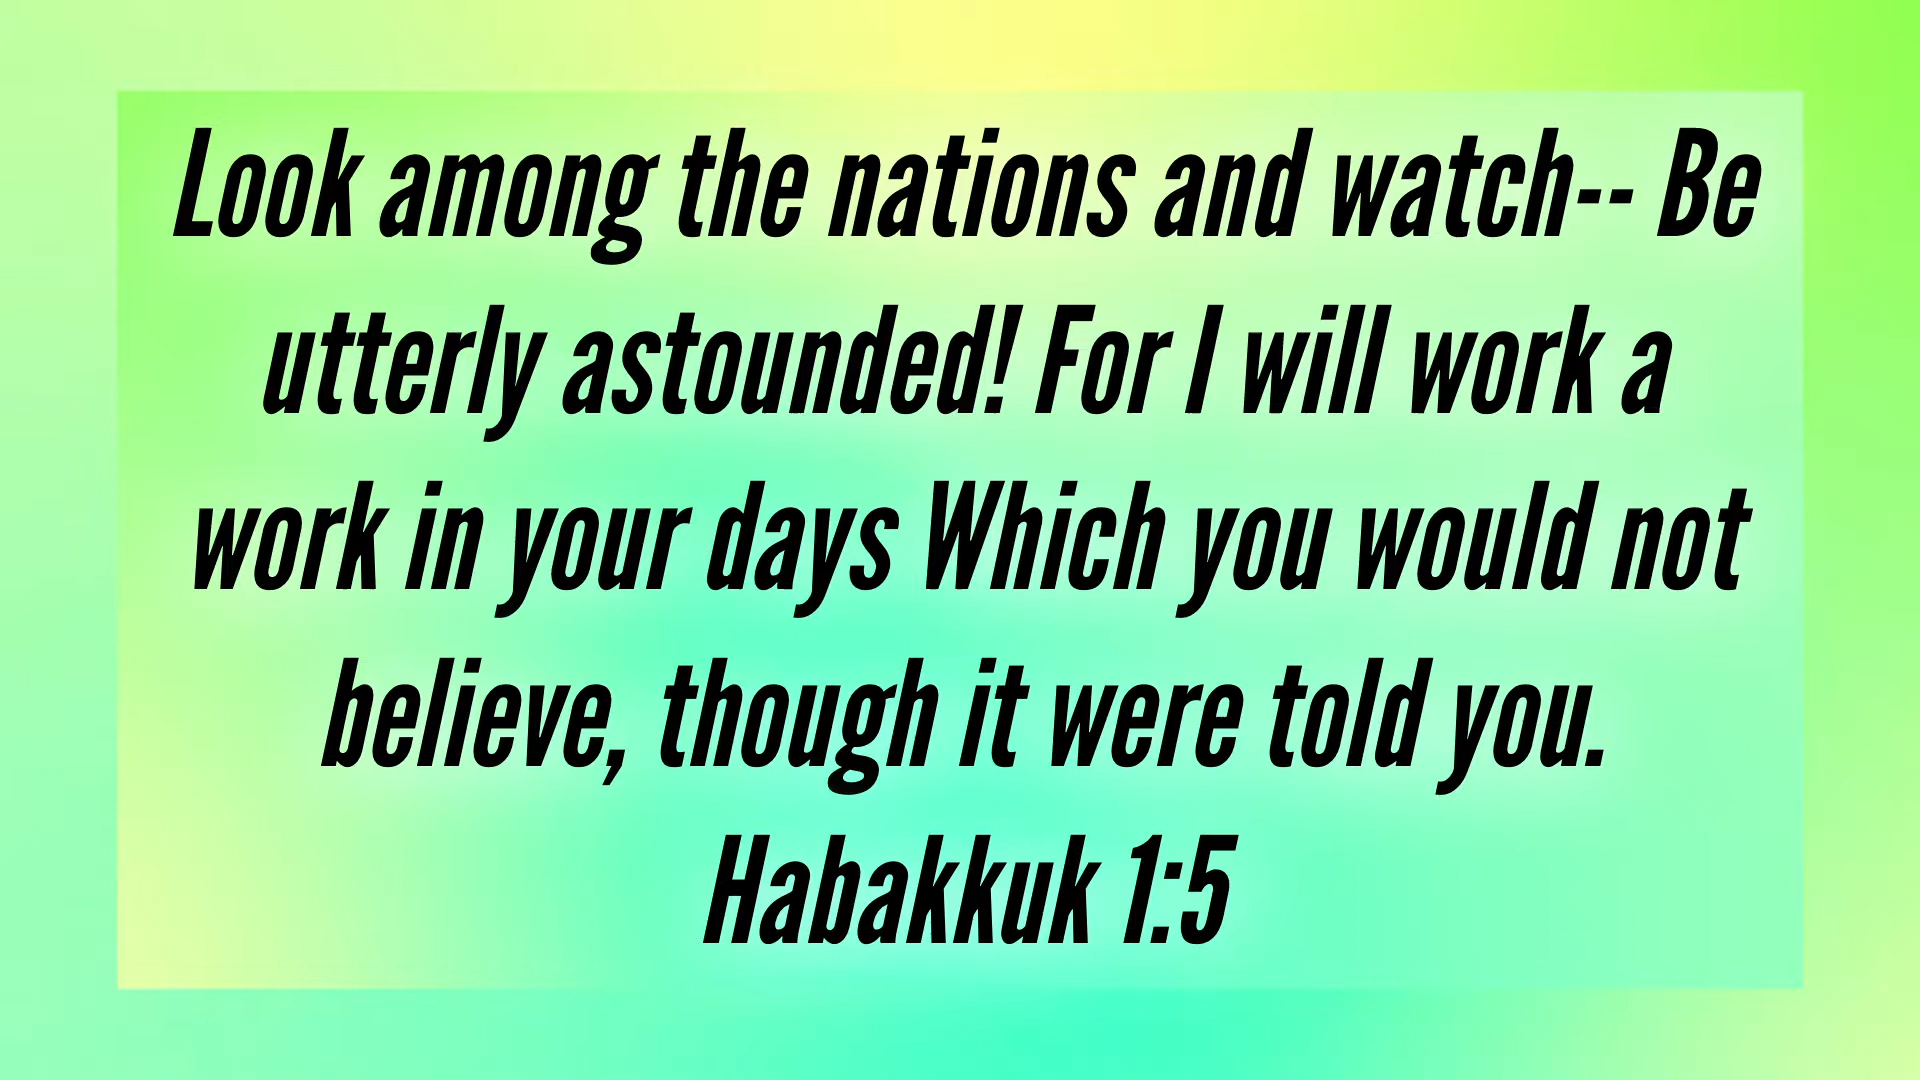 Look among the nations and watch-- Be
utterly astounded! For I will work a
work in your days Which you would not
believe, though it were told you.
Habakkuk 1:5